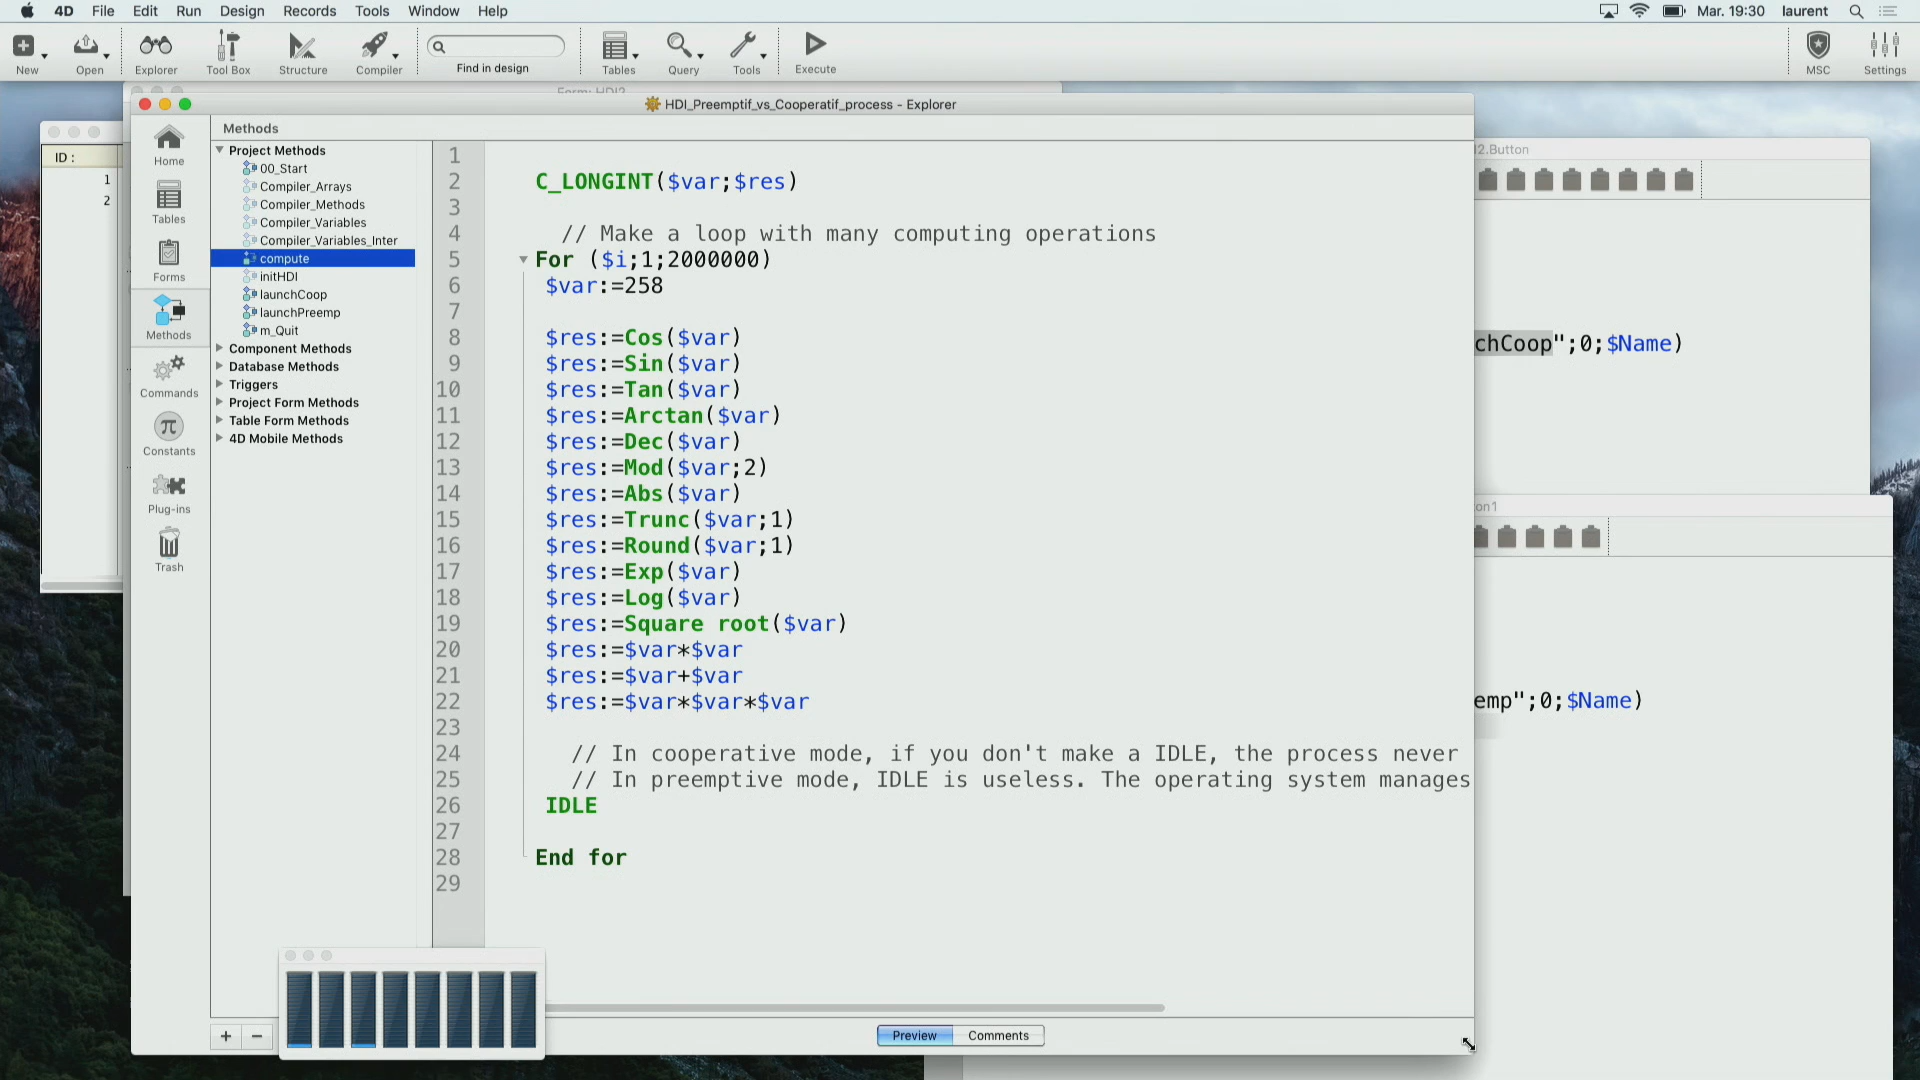 4D File Edit Run Design Records Tools Window Help Mar. 19:30 laurent
New Open Explorer Tool Box Structure Compiler Find in design Tables Query Tools Execute MSC Settings
Form: HDI2
HDI_Preemptif_vs_Cooperatif_process - Explorer
Methods
Home
Tables
Forms
Methods
Commands
Constants
Plug-ins
Trash
Project Methods
00_Start
Compiler_Arrays
Compiler_Methods
Compiler_Variables
Compiler_Variables_Inter
compute
initHDI
launchCoop
launchPreemp
m_Quit
Component Methods
Database Methods
Triggers
Project Form Methods
Table Form Methods
4D Mobile Methods
1
2 C_LONGINT($var;$res)
3
4 // Make a loop with many computing operations
5 For ($i;1;2000000)
6 $var:=258
7
8 $res:=Cos($var)
9 $res:=Sin($var)
10 $res:=Tan($var)
11 $res:=Arctan($var)
12 $res:=Dec($var)
13 $res:=Mod($var;2)
14 $res:=Abs($var)
15 $res:=Trunc($var;1)
16 $res:=Round($var;1)
17 $res:=Exp($var)
18 $res:=Log($var)
19 $res:=Square root($var)
20 $res:=$var*$var
21 $res:=$var+$var
22 $res:=$var*$var*$var
23
24 // In cooperative mode, if you don't make a IDLE, the process never
25 // In preemptive mode, IDLE is useless. The operating system manages
26 IDLE
27
28 End for
29
+ −
Preview Comments
ID :
1
2
I2.Button
chCoop";0;$Name)
on1
emp";0;$Name)